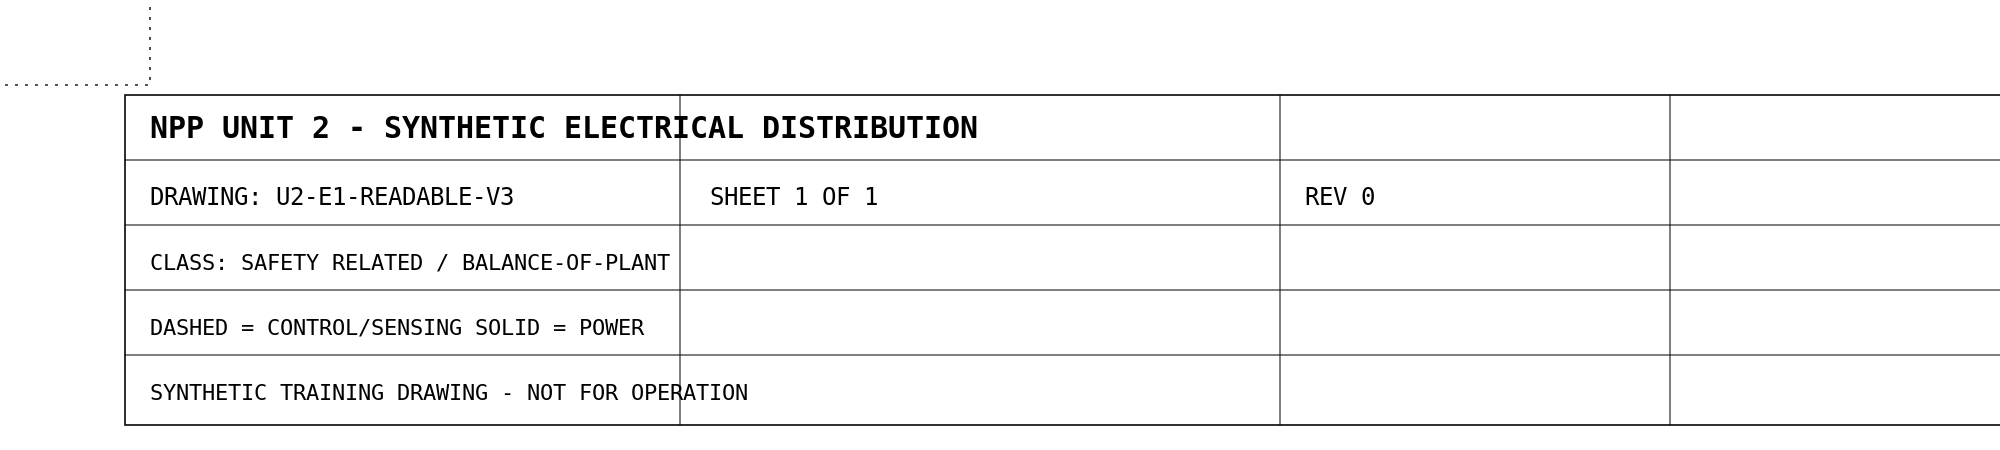 NPP UNIT 2 - SYNTHETIC ELECTRICAL DISTRIBUTION
DRAWING: U2-E1-READABLE-V3 SHEET 1 OF 1 REV 0
CLASS: SAFETY RELATED / BALANCE-OF-PLANT
DASHED = CONTROL/SENSING SOLID = POWER
SYNTHETIC TRAINING DRAWING - NOT FOR OPERATION